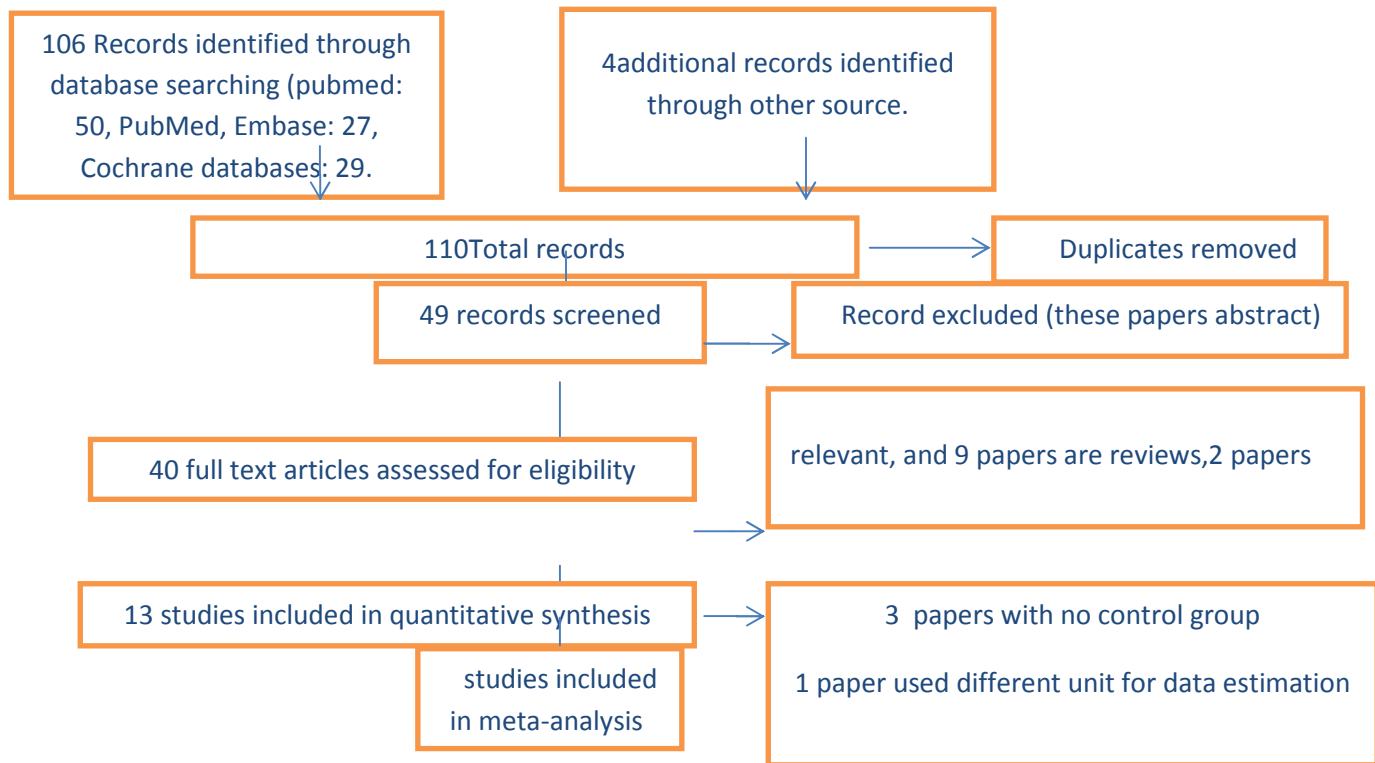 106 Records identified through
database searching (pubmed:
50, PubMed, Embase: 27,
Cochrane databases: 29.
4additional records identified
through other source.
110Total records
Duplicates removed
49 records screened
Record excluded (these papers abstract)
40 full text articles assessed for eligibility
relevant, and 9 papers are reviews,2 papers
13 studies included in quantitative synthesis
3 papers with no control group
1 paper used different unit for data estimation
studies included
in meta-analysis